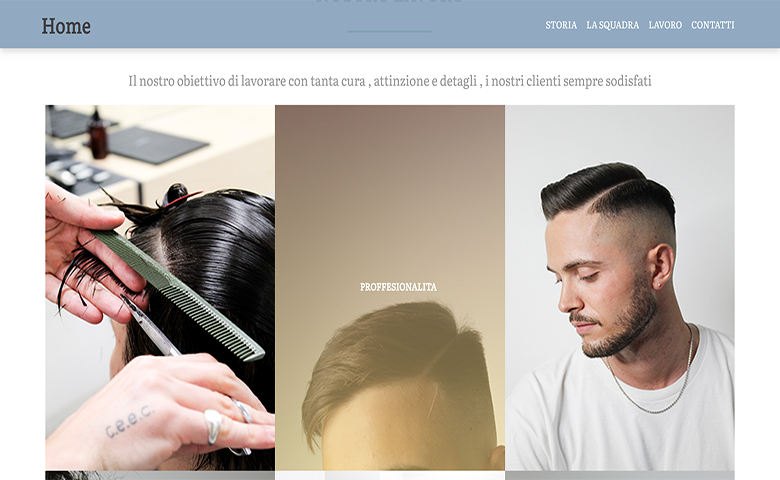 Home
STORIA LA SQUADRA LAVORO CONTATTI
Il nostro obiettivo di lavorare con tanta cura , attinzione e detagli , i nostri clienti sempre sodisfati
PROFFESIONALITA
c.e.e.c.